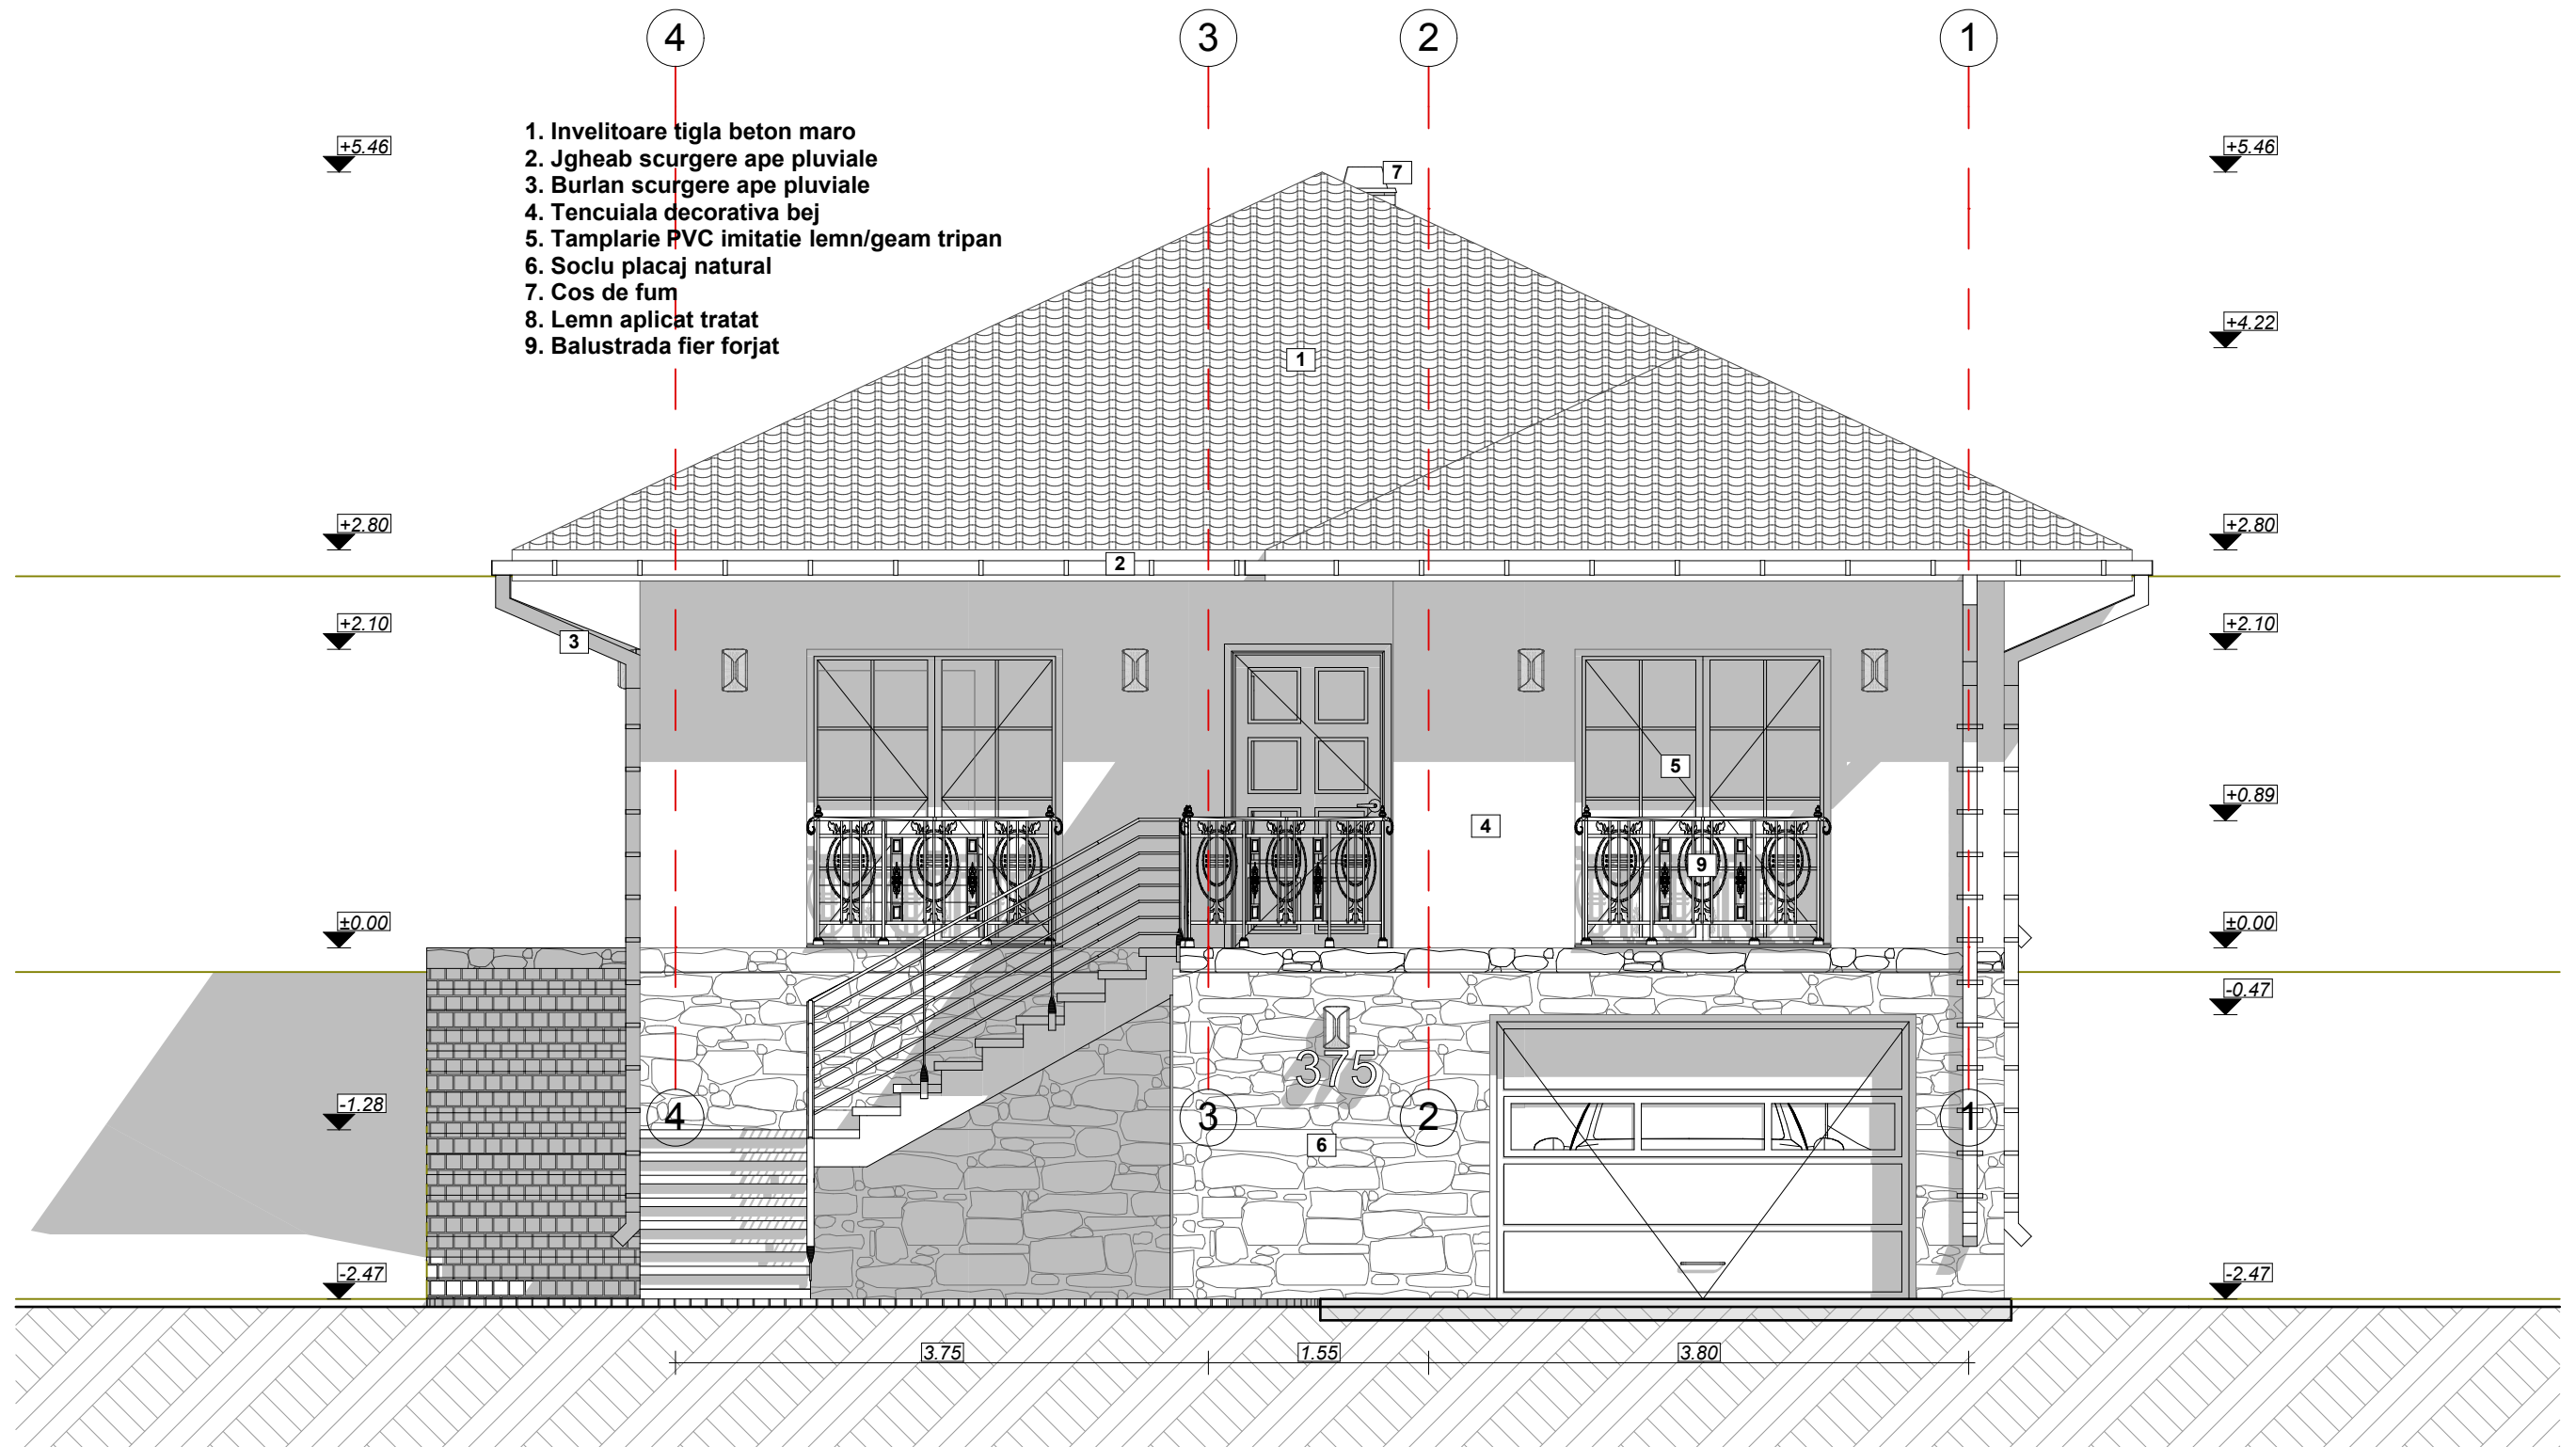 4 3 2 1
1. Invelitoare tigla beton maro
2. Jgheab scurgere ape pluviale
3. Burlan scurgere ape pluviale
4. Tencuiala decorativa bej
5. Tamplarie PVC imitatie lemn/geam tripan
6. Soclu placaj natural
7. Cos de fum
8. Lemn aplicat tratat
9. Balustrada fier forjat
+5.46 +5.46
7
+4.22
1
+2.80 +2.80
2
+2.10 +2.10
3
5
+0.89
4
9
±0.00 ±0.00
-0.47
375
-1.28
4 3 2 1
6
-2.47 -2.47
3.75 1.55 3.80